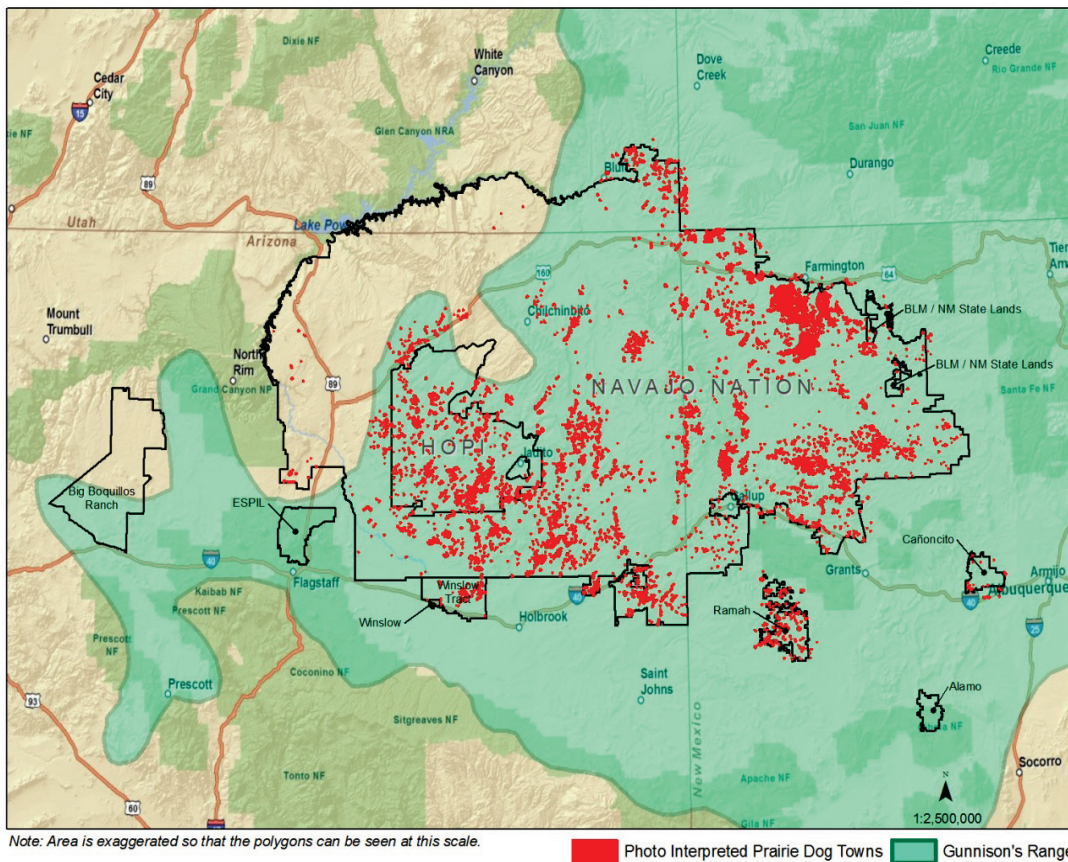 Dixie NF
White
Canyon
Dove
Creek
Creede
Rio Grande NF
Cedar
City
15
Glen Canyon NRA
San Juan NF
Durango
89
Utah
Arizona
160
Farmington
64
BLM / NM State Lands
Chilchinbito
Mount
Trumbull
North
Rim
Grand Canyon NP
89
BLM / NM State Lands
NAVAJO NATION
Santa Fe NF
HOPI
Big Boquillos
Ranch
ESPIL
Cañoncito
40
Flagstaff
Grants
Armijo
Albuquerque
40
Kaibab NF
Prescott NF
Winslow
Tract
40
25
Winslow
Holbrook
Ramah
Prescott
NF
Coconino NF
Saint
Johns
Alamo
Prescott
93
Sitgreaves NF
New Mexico
Tonto NF
Apache NF
Socorro
60
Gila NF
N
1:2,500,000
Note: Area is exaggerated so that the polygons can be seen at this scale.
Photo Interpreted Prairie Dog Towns
Gunnison's Range